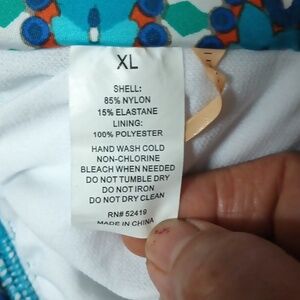 XL
SHELL:
85% NYLON
15% ELASTANE
LINING:
100% POLYESTER
HAND WASH COLD
NON-CHLORINE
BLEACH WHEN NEEDED
DO NOT TUMBLE DRY
DO NOT IRON
DO NOT DRY CLEAN
RN# 52419
MADE IN CHINA